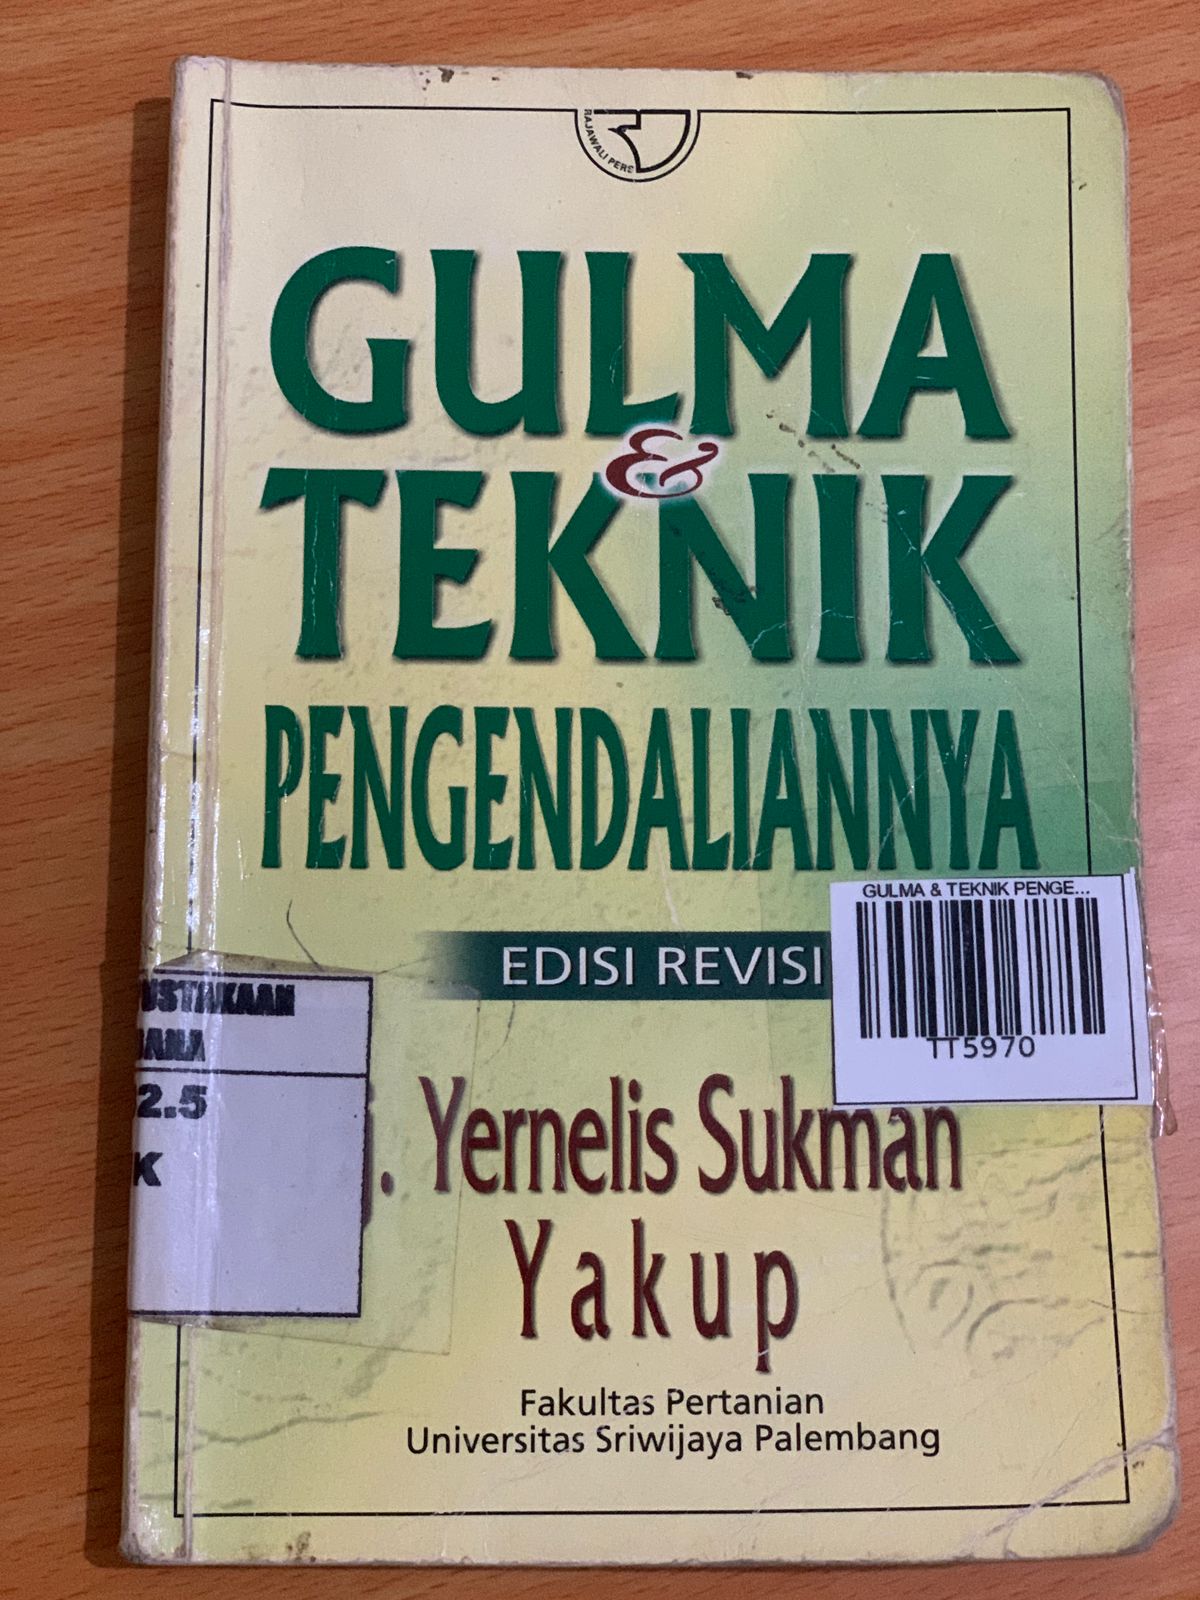 RAJAWALI PERS
GULMA
&
TEKNIK
PENGENDALIANNYA
EDISI REVISI
GULMA & TEKNIK PENGE...
TT5970
2.5
K
Yernelis Sukman
Yakup
Fakultas Pertanian
Universitas Sriwijaya Palembang